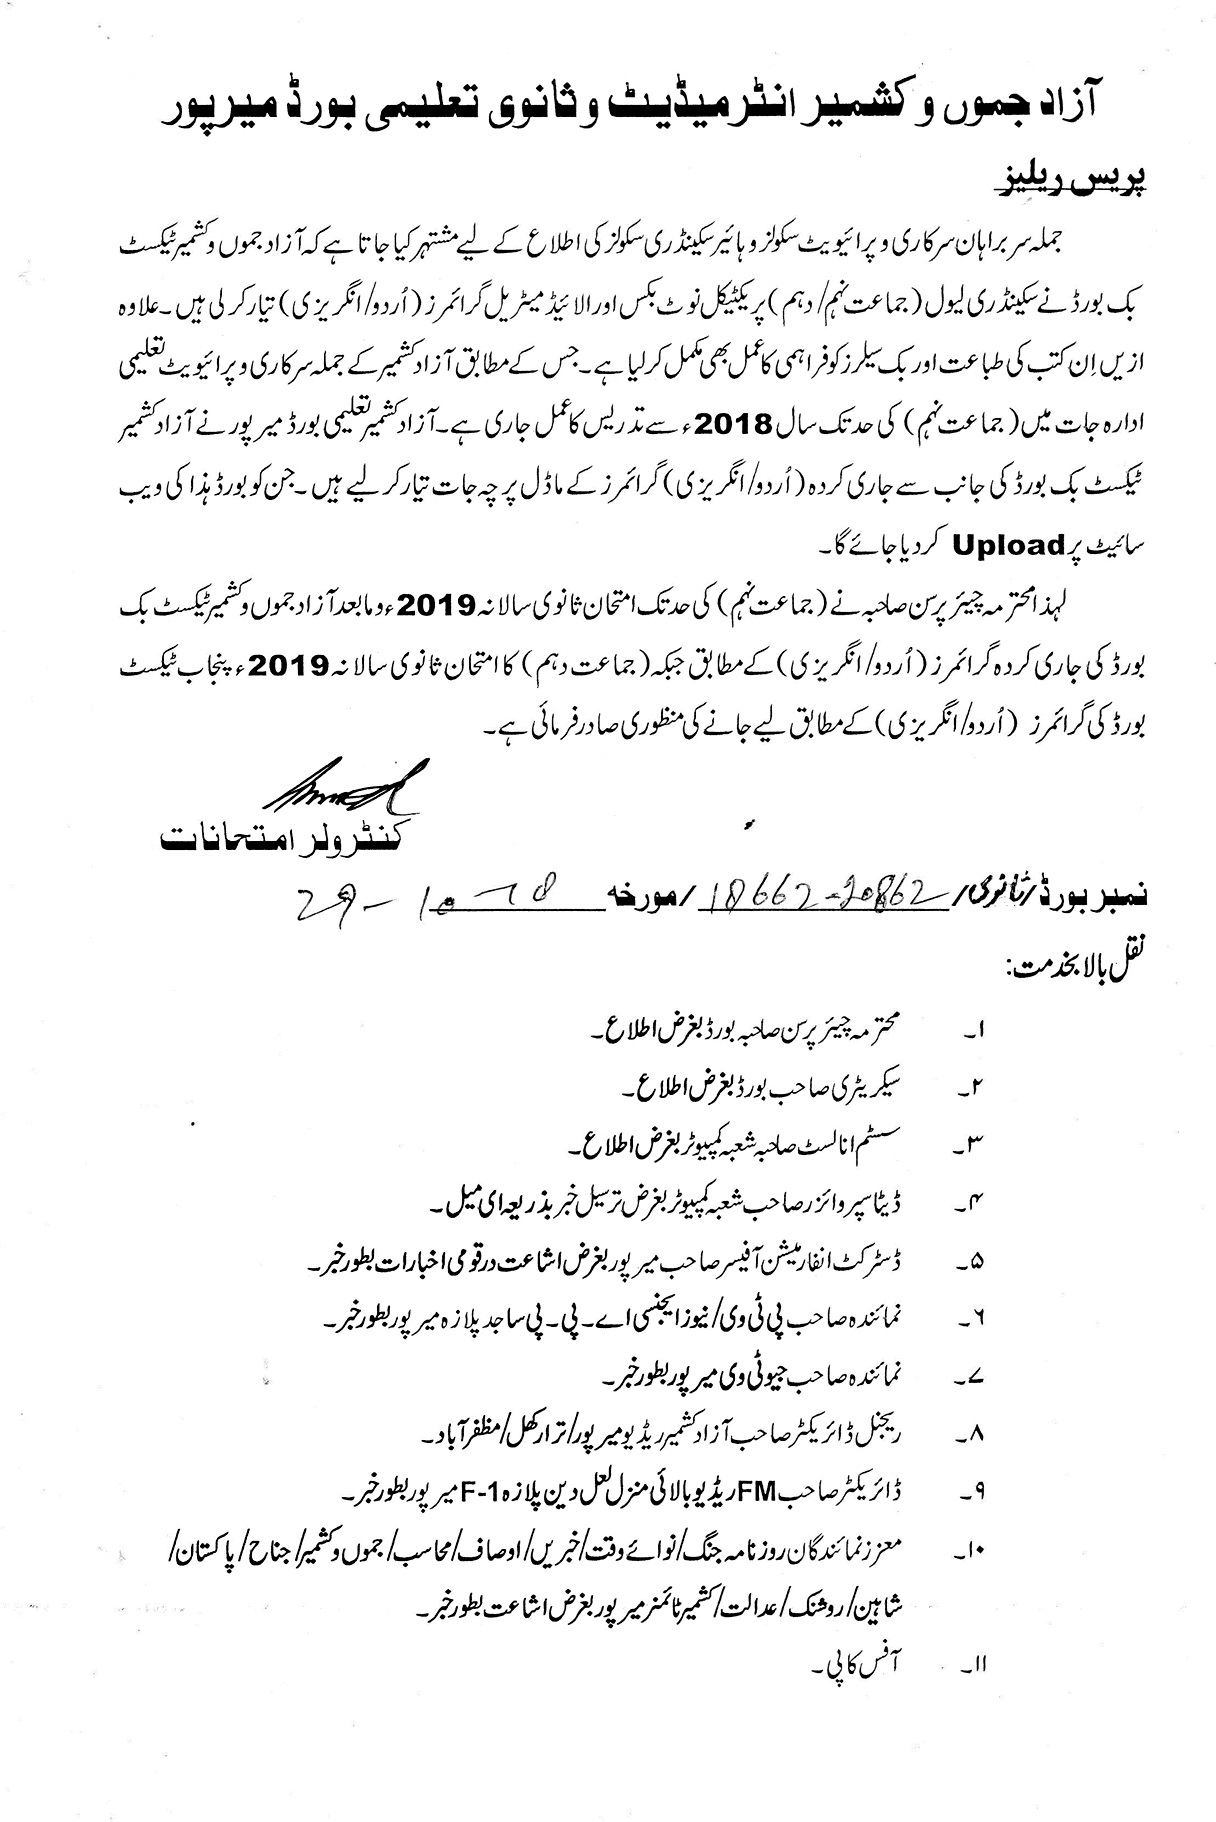 آزاد جموں و کشمیر انٹرمیڈیٹ و ثانوی تعلیمی بورڈ میرپور
پریس ریلیز
جملہ سربراہان سرکاری و پرائیویٹ سکولز و ہائیر سکینڈری سکولز کی اطلاع کے لیے مشتہر کیا جاتا ہے کہ آزاد جموں و کشمیر ٹیکسٹ
بک بورڈ نے سکینڈری لیول (جماعت نہم/دہم) پریکٹیکل نوٹ بکس اور الائیڈ میٹریل گرائمرز (اُردو/انگریزی) تیار کر لی ہیں۔ علاوہ
ازیں اِن کتب کی طباعت اور بک سیلرز کو فراہمی کا عمل بھی مکمل کر لیا ہے۔ جس کے مطابق آزاد کشمیر کے جملہ سرکاری و پرائیویٹ تعلیمی
ادارہ جات میں (جماعت نہم) کی حد تک سال 2018ء سے تدریس کا عمل جاری ہے۔ آزاد کشمیر تعلیمی بورڈ میرپور نے آزاد کشمیر
ٹیکسٹ بک بورڈ کی جانب سے جاری کردہ (اُردو/انگریزی) گرائمرز کے ماڈل پرچہ جات تیار کر لیے ہیں۔ جن کو بورڈ ہذا کی ویب
سائیٹ پر Upload کر دیا جائے گا۔
لہذا محترمہ چیئرپرسن صاحبہ نے (جماعت نہم) کی حد تک امتحان ثانوی سالانہ 2019ء و مابعد آزاد جموں و کشمیر ٹیکسٹ بک
بورڈ کی جاری کردہ گرائمرز (اُردو/انگریزی) کے مطابق جبکہ (جماعت دہم) کا امتحان ثانوی سالانہ 2019ء پنجاب ٹیکسٹ
بورڈ کی گرائمرز (اُردو/انگریزی) کے مطابق لیے جانے کی منظوری صادر فرمائی ہے۔
کنٹرولر امتحانات
نمبر بورڈ/ثانوی/ 18662-20862 /مورخہ 29-10-18
نقل بالا بخدمت:
۱۔ محترمہ چیئرپرسن صاحبہ بورڈ بغرض اطلاع۔
۲۔ سیکریٹری صاحب بورڈ بغرض اطلاع۔
۳۔ سسٹم انالسٹ صاحبہ شعبہ کمپیوٹر بغرض اطلاع۔
۴۔ ڈیٹا سپروائزر صاحب شعبہ کمپیوٹر بغرض ترسیل خبر بذریعہ ای میل۔
۵۔ ڈسٹرکٹ انفارمیشن آفیسر صاحب میرپور بغرض اشاعت در قومی اخبارات بطور خبر۔
۶۔ نمائندہ صاحب پی ٹی وی/نیوز ایجنسی اے۔پی۔پی ساجد پلازہ میرپور بطور خبر۔
۷۔ نمائندہ صاحب جیو ٹی وی میرپور بطور خبر۔
۸۔ ریجنل ڈائریکٹر صاحب آزاد کشمیر ریڈیو میرپور/تراڑکھل/مظفرآباد۔
۹۔ ڈائریکٹر صاحب FM ریڈیو بالائی منزل لعل دین پلازہ F-1 میرپور بطور خبر۔
۱۰۔ معزز نمائندگان روزنامہ جنگ/نوائے وقت/خبریں/اوصاف/محاسب/جموں و کشمیر/جناح/پاکستان/
شاہین/روشنک/عدالت/کشمیر ٹائمنز میرپور بغرض اشاعت بطور خبر۔
۱۱۔ آفس کاپی۔